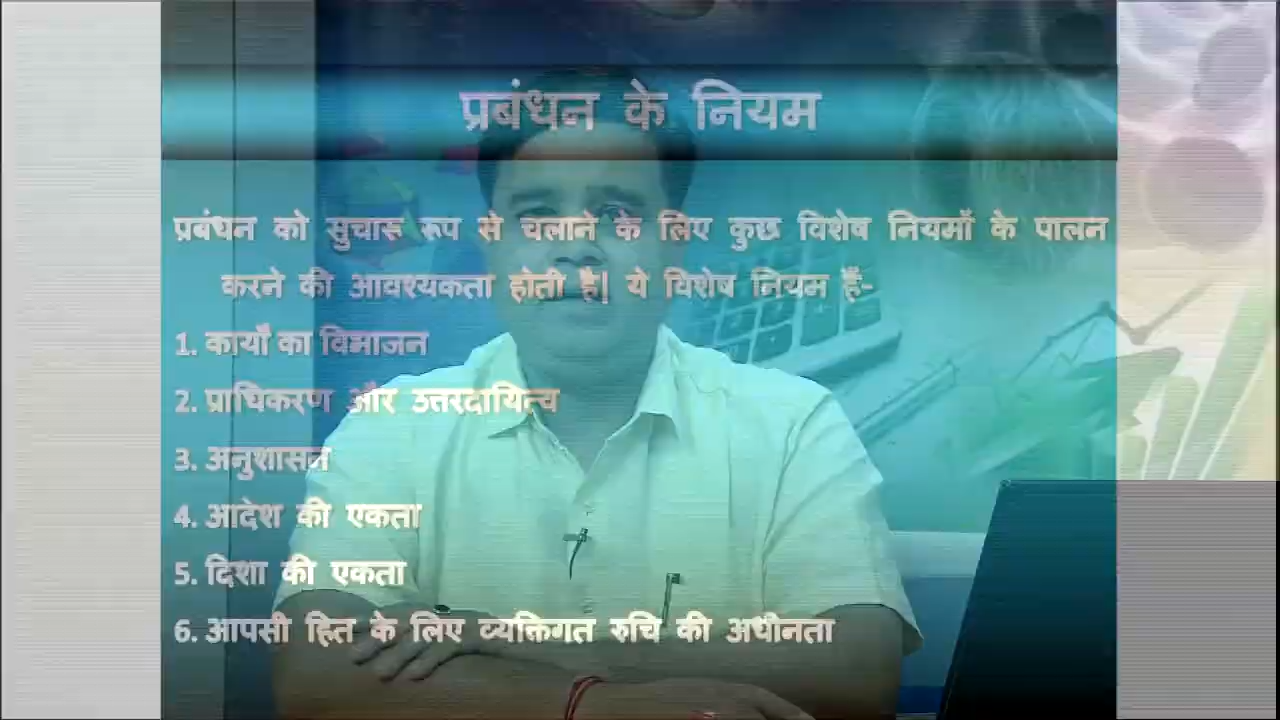 प्रबंधन के नियम
प्रबंधन को सुचारू रूप से चलाने के लिए कुछ विशेष नियमों के पालन
करने की आवश्यकता होती है| ये विशेष नियम हैं-
1. कार्यों का विभाजन
2. प्राधिकरण और उत्तरदायित्व
3. अनुशासन
4. आदेश की एकता
5. दिशा की एकता
6. आपसी हित के लिए व्यक्तिगत रुचि की अधीनता